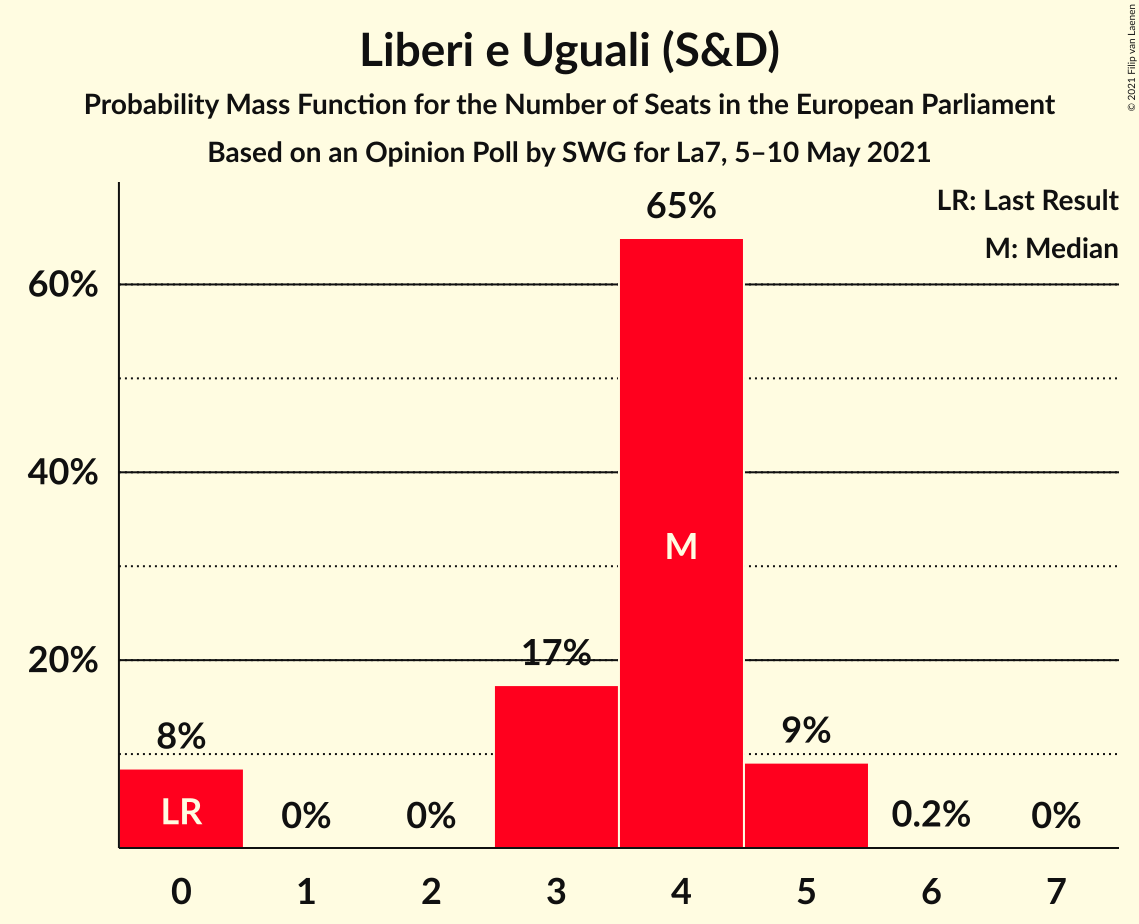 Liberi e Uguali (S&D)
Probability Mass Function for the Number of Seats in the European Parliament
Based on an Opinion Poll by SWG for La7, 5–10 May 2021
© 2021 Filip van Laenen
LR: Last Result
M: Median
65%
60%
40%
M
20%
17%
8%
9%
LR
0%
0%
0.2%
0%
0 1 2 3 4 5 6 7